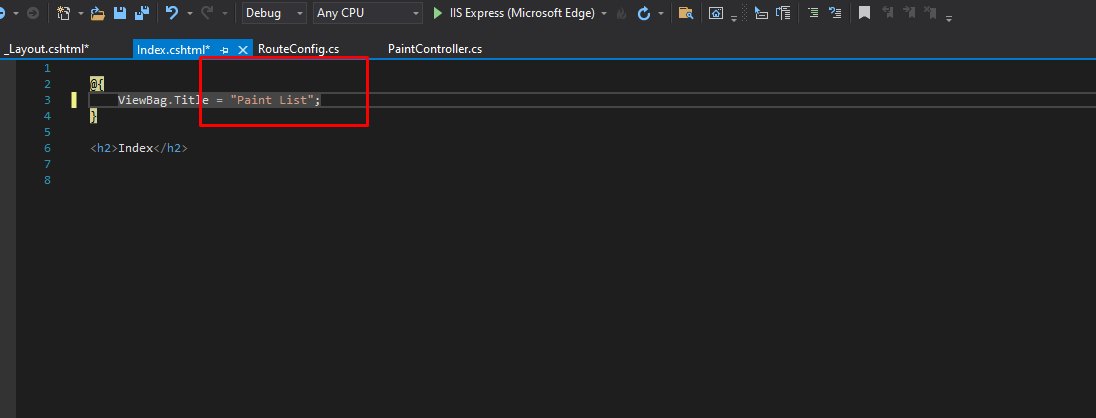 Debug Any CPU IIS Express (Microsoft Edge)
_Layout.cshtml* Index.cshtml* RouteConfig.cs PaintController.cs
1
2 @{
3 ViewBag.Title = "Paint List";
4 }
5
6 <h2>Index</h2>
7
8